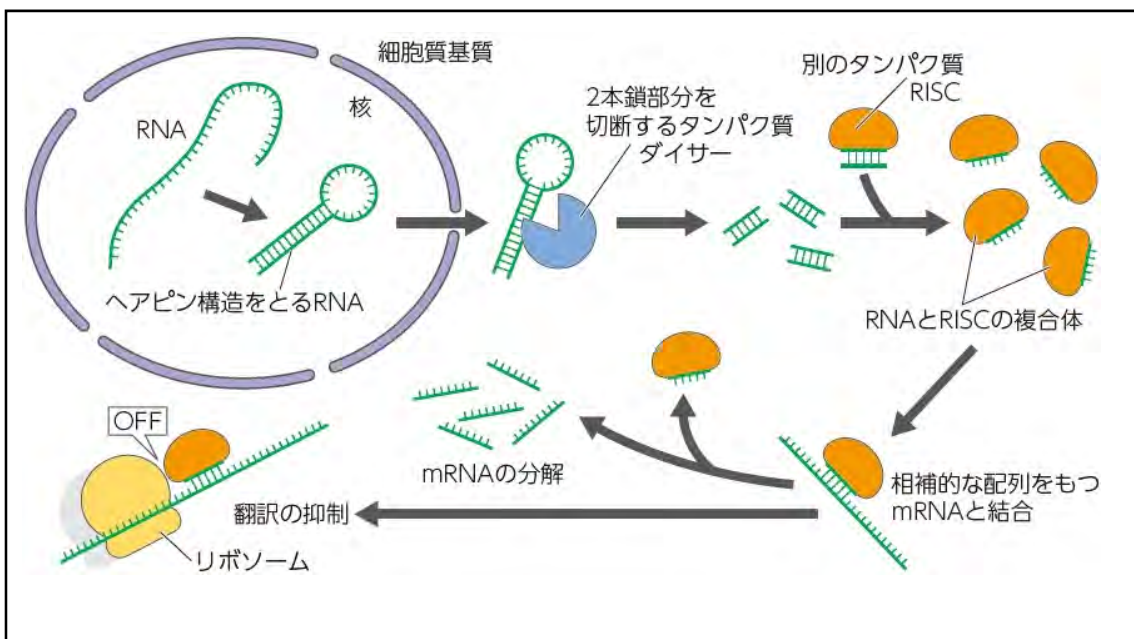 細胞質基質
核
RNA
ヘアピン構造をとるRNA
2本鎖部分を
切断するタンパク質
ダイサー
別のタンパク質
RISC
RNAとRISCの複合体
相補的な配列をもつ
mRNAと結合
mRNAの分解
翻訳の抑制
OFF
リボソーム